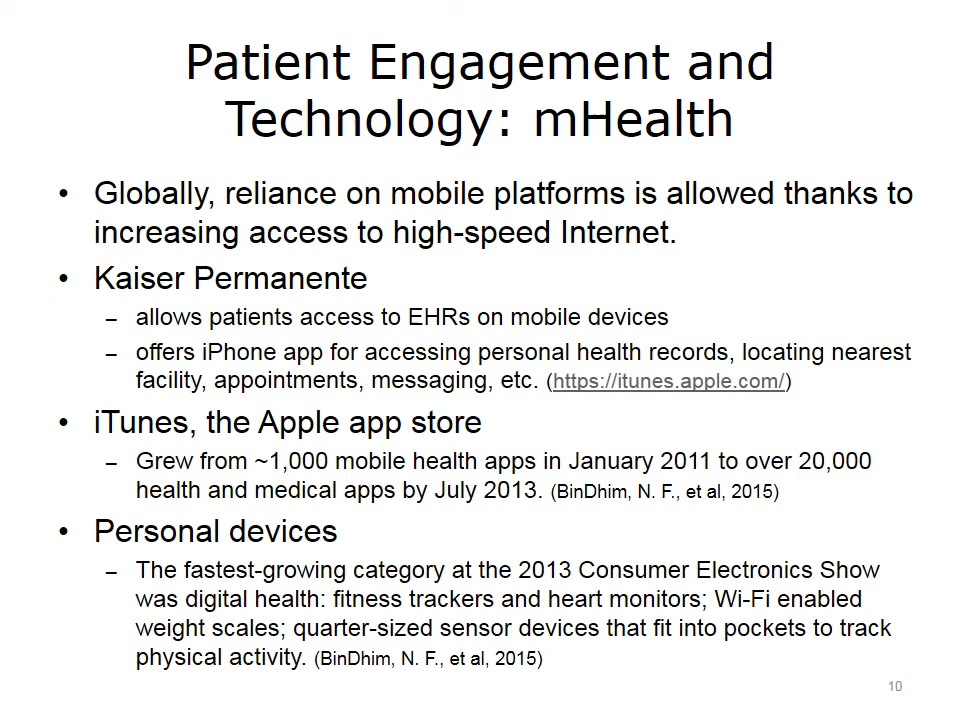 Patient Engagement and
Technology: mHealth
• Globally, reliance on mobile platforms is allowed thanks to
increasing access to high-speed Internet.
• Kaiser Permanente
– allows patients access to EHRs on mobile devices
– offers iPhone app for accessing personal health records, locating nearest
facility, appointments, messaging, etc. (https://itunes.apple.com/)
• iTunes, the Apple app store
– Grew from ~1,000 mobile health apps in January 2011 to over 20,000
health and medical apps by July 2013. (BinDhim, N. F., et al, 2015)
• Personal devices
– The fastest-growing category at the 2013 Consumer Electronics Show
was digital health: fitness trackers and heart monitors; Wi-Fi enabled
weight scales; quarter-sized sensor devices that fit into pockets to track
physical activity. (BinDhim, N. F., et al, 2015)
10